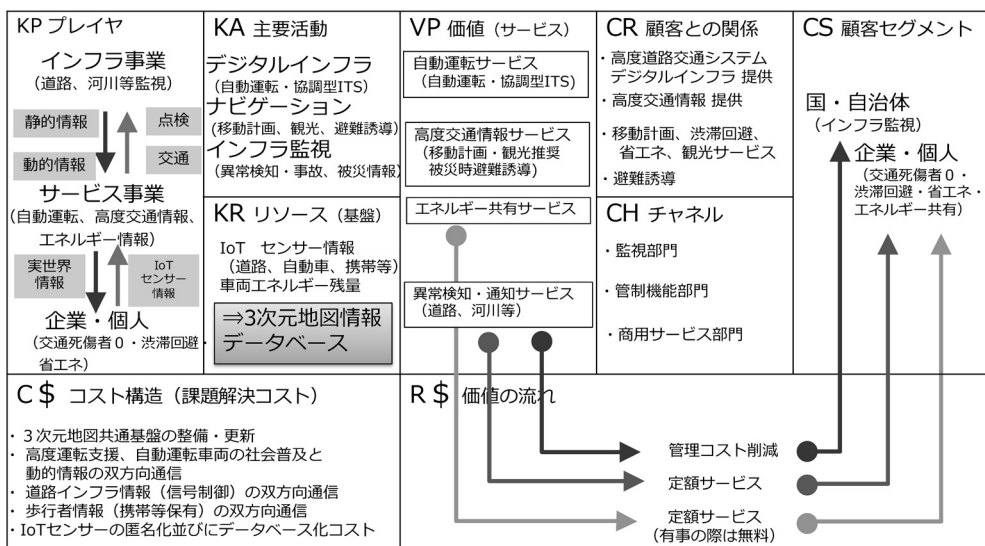 KP プレイヤ
インフラ事業
（道路、河川等監視）
静的情報
点検
動的情報
交通
サービス事業
（自動運転、高度交通情報、
エネルギー情報）
実世界
情報
IoT
センサー
情報
企業・個人
（交通死傷者０・渋滞回避・
省エネ）
KA 主要活動
デジタルインフラ
（自動運転・協調型ITS）
ナビゲーション
（移動計画、観光、避難誘導）
インフラ監視
（異常検知・事故、被災情報）
KR リソース（基盤）
IoT　センサー情報
（道路、自動車、携帯等）
車両エネルギー残量
⇒3次元地図情報
データベース
VP 価値（サービス）
自動運転サービス
（自動運転・協調型ITS）
高度交通情報サービス
（移動計画・観光推奨
被災時避難誘導）
エネルギー共有サービス
異常検知・通知サービス
（道路、河川等）
CR 顧客との関係
・高度道路交通システム
デジタルインフラ 提供
・高度交通情報 提供
・移動計画、渋滞回避、
省エネ、観光サービス
・避難誘導
CH チャネル
・監視部門
・管制機能部門
・商用サービス部門
CS 顧客セグメント
国・自治体
（インフラ監視）
企業・個人
（交通死傷者０・
渋滞回避・省エネ・
エネルギー共有）
C＄ コスト構造（課題解決コスト）
・３次元地図共通基盤の整備・更新
・高度運転支援、自動運転車両の社会普及と
動的情報の双方向通信
・道路インフラ情報（信号制御）の双方向通信
・歩行者情報（携帯等保有）の双方向通信
・IoTセンサーの匿名化並びにデータベース化コスト
R＄ 価値の流れ
管理コスト削減
定額サービス
定額サービス
（有事の際は無料）